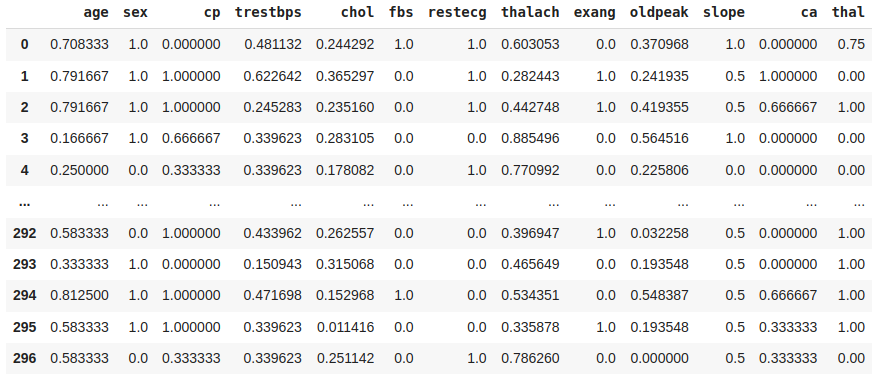 age sex cp trestbps chol fbs restecg thalach exang oldpeak slope ca thal
0 0.708333 1.0 0.000000 0.481132 0.244292 1.0 1.0 0.603053 0.0 0.370968 1.0 0.000000 0.75
1 0.791667 1.0 1.000000 0.622642 0.365297 0.0 1.0 0.282443 1.0 0.241935 0.5 1.000000 0.00
2 0.791667 1.0 1.000000 0.245283 0.235160 0.0 1.0 0.442748 1.0 0.419355 0.5 0.666667 1.00
3 0.166667 1.0 0.666667 0.339623 0.283105 0.0 0.0 0.885496 0.0 0.564516 1.0 0.000000 0.00
4 0.250000 0.0 0.333333 0.339623 0.178082 0.0 1.0 0.770992 0.0 0.225806 0.0 0.000000 0.00
... ... ... ... ... ... ... ... ... ... ... ... ... ...
292 0.583333 0.0 1.000000 0.433962 0.262557 0.0 0.0 0.396947 1.0 0.032258 0.5 0.000000 1.00
293 0.333333 1.0 0.000000 0.150943 0.315068 0.0 0.0 0.465649 0.0 0.193548 0.5 0.000000 1.00
294 0.812500 1.0 1.000000 0.471698 0.152968 1.0 0.0 0.534351 0.0 0.548387 0.5 0.666667 1.00
295 0.583333 1.0 1.000000 0.339623 0.011416 0.0 0.0 0.335878 1.0 0.193548 0.5 0.333333 1.00
296 0.583333 0.0 0.333333 0.339623 0.251142 0.0 1.0 0.786260 0.0 0.000000 0.5 0.333333 0.00